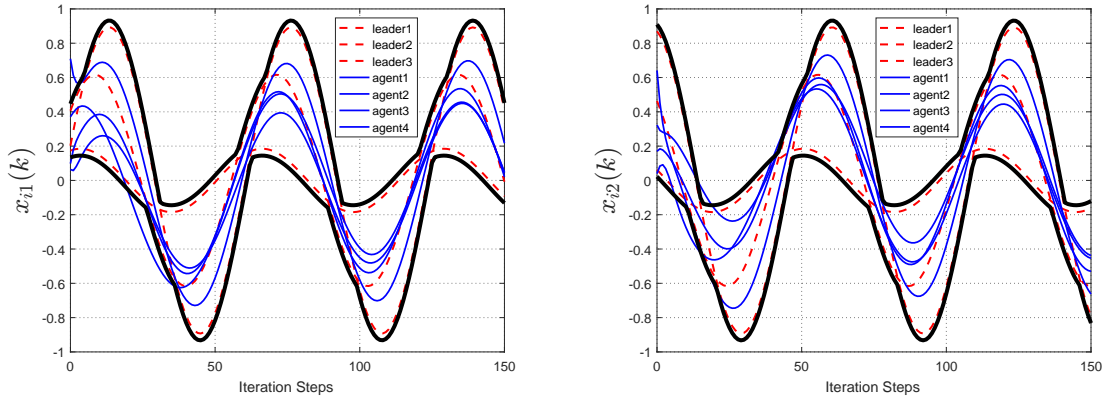 1
0.8
0.6
0.4
0.2
0
-0.2
-0.4
-0.6
-0.8
-1
x_{i1}(k)
leader1
leader2
leader3
agent1
agent2
agent3
agent4
0 50 100 150
Iteration Steps
1
0.8
0.6
0.4
0.2
0
-0.2
-0.4
-0.6
-0.8
-1
x_{i2}(k)
leader1
leader2
leader3
agent1
agent2
agent3
agent4
0 50 100 150
Iteration Steps